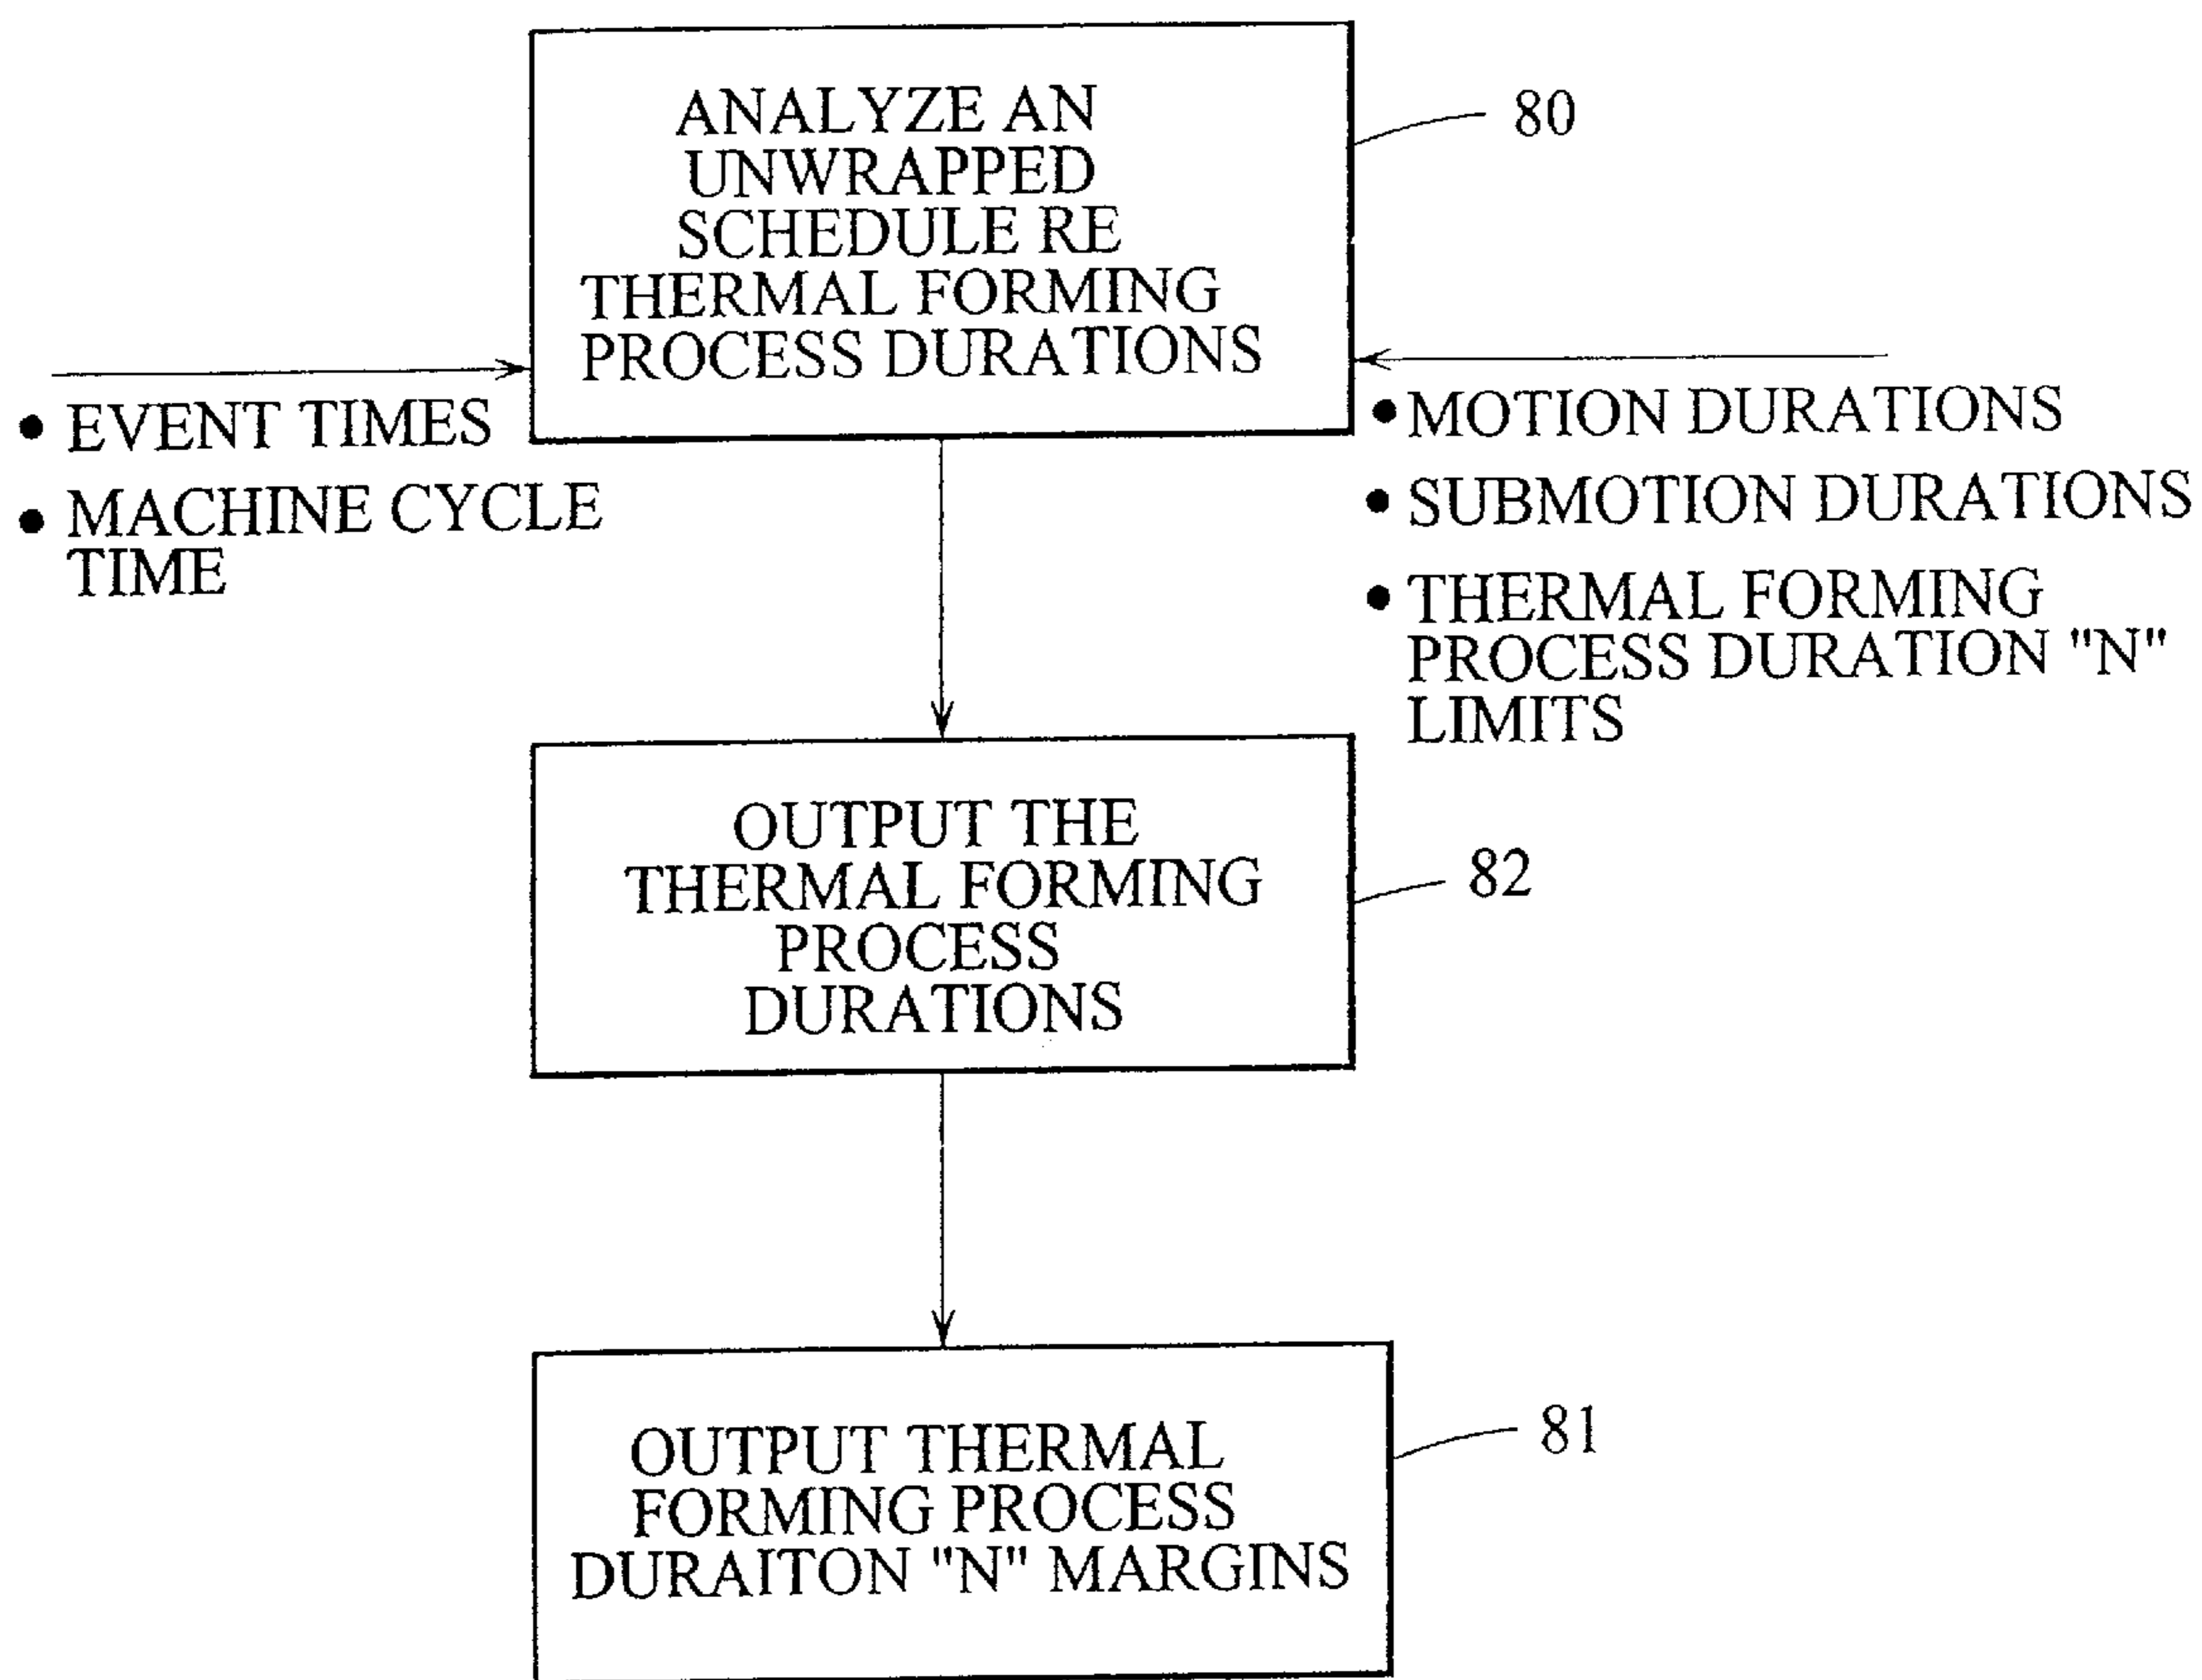 ANALYZE AN
UNWRAPPED
SCHEDULE RE
THERMAL FORMING
PROCESS DURATIONS
80
• EVENT TIMES
• MACHINE CYCLE
TIME
• MOTION DURATIONS
• SUBMOTION DURATIONS
• THERMAL FORMING
PROCESS DURATION "N"
LIMITS
OUTPUT THE
THERMAL FORMING
PROCESS
DURATIONS
82
OUTPUT THERMAL
FORMING PROCESS
DURAITON "N" MARGINS
81